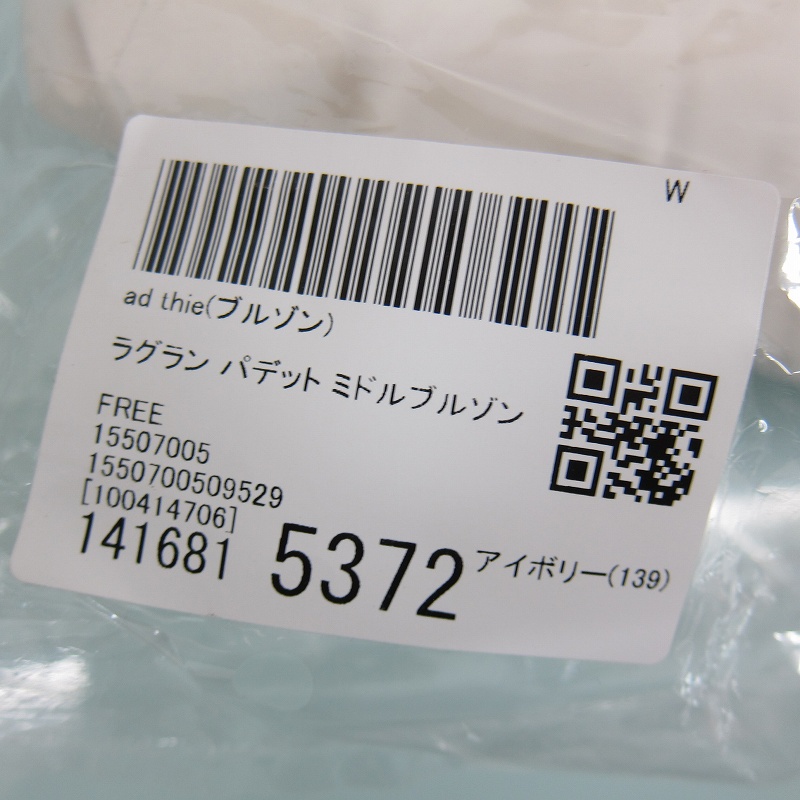 W
ad thie(ブルゾン)
ラグラン パデット ミドルブルゾン
FREE
15507005
1550700509529
[100414706]
141681 5372 アイボリー(139)